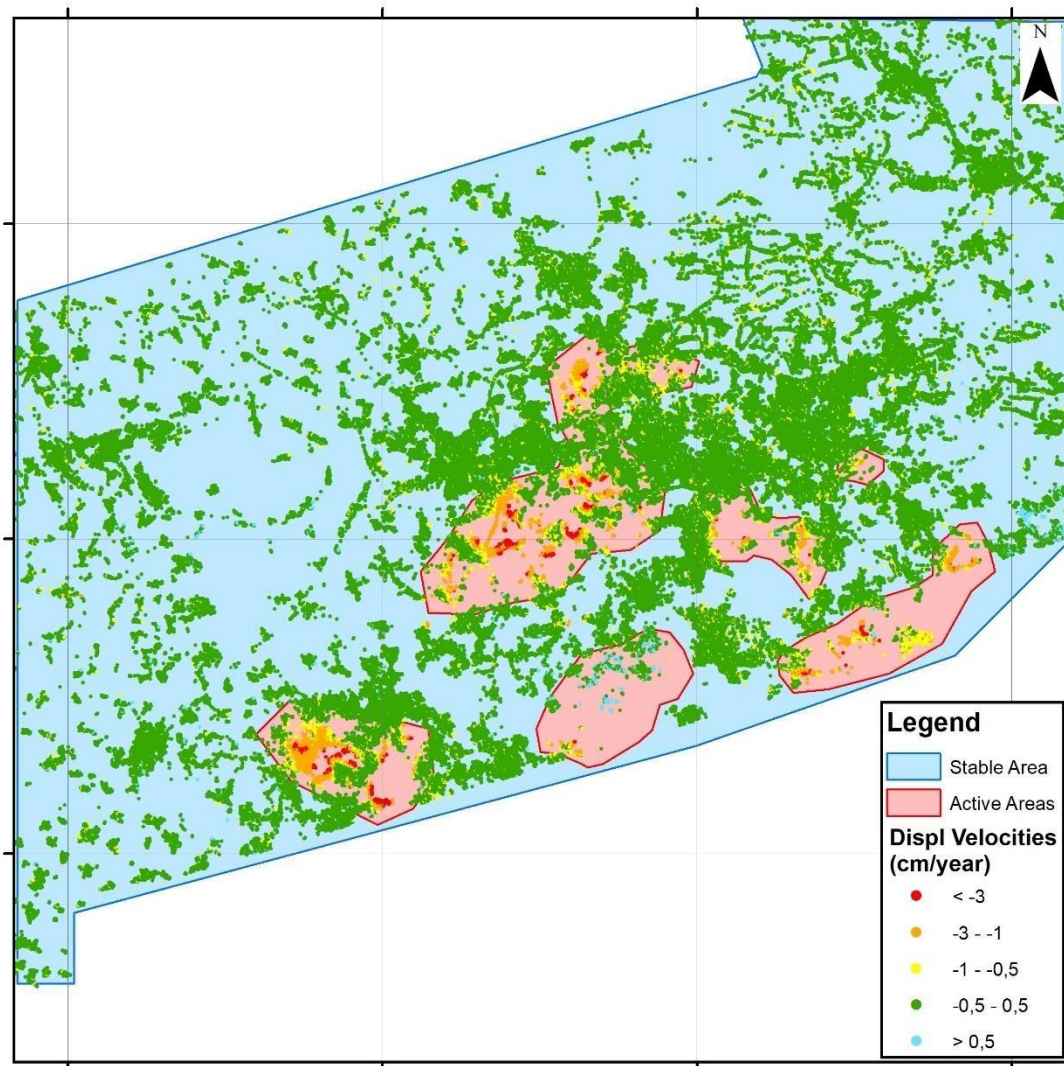 N
Legend
Stable Area
Active Areas
Displ Velocities
(cm/year)
< -3
-3 - -1
-1 - -0,5
-0,5 - 0,5
> 0,5